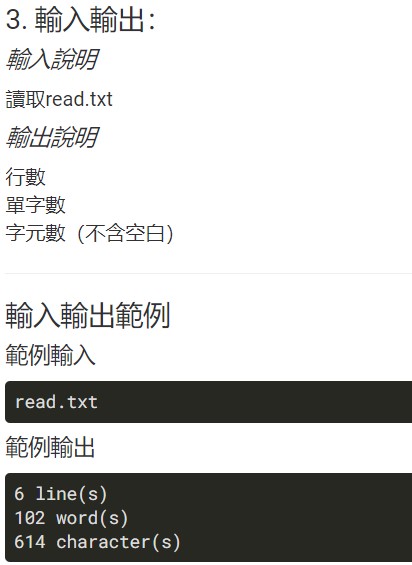 3. 輸入輸出：
輸入說明
讀取read.txt
輸出說明
行數
單字數
字元數（不含空白）
輸入輸出範例
範例輸入
read.txt
範例輸出
6 line(s)
102 word(s)
614 character(s)